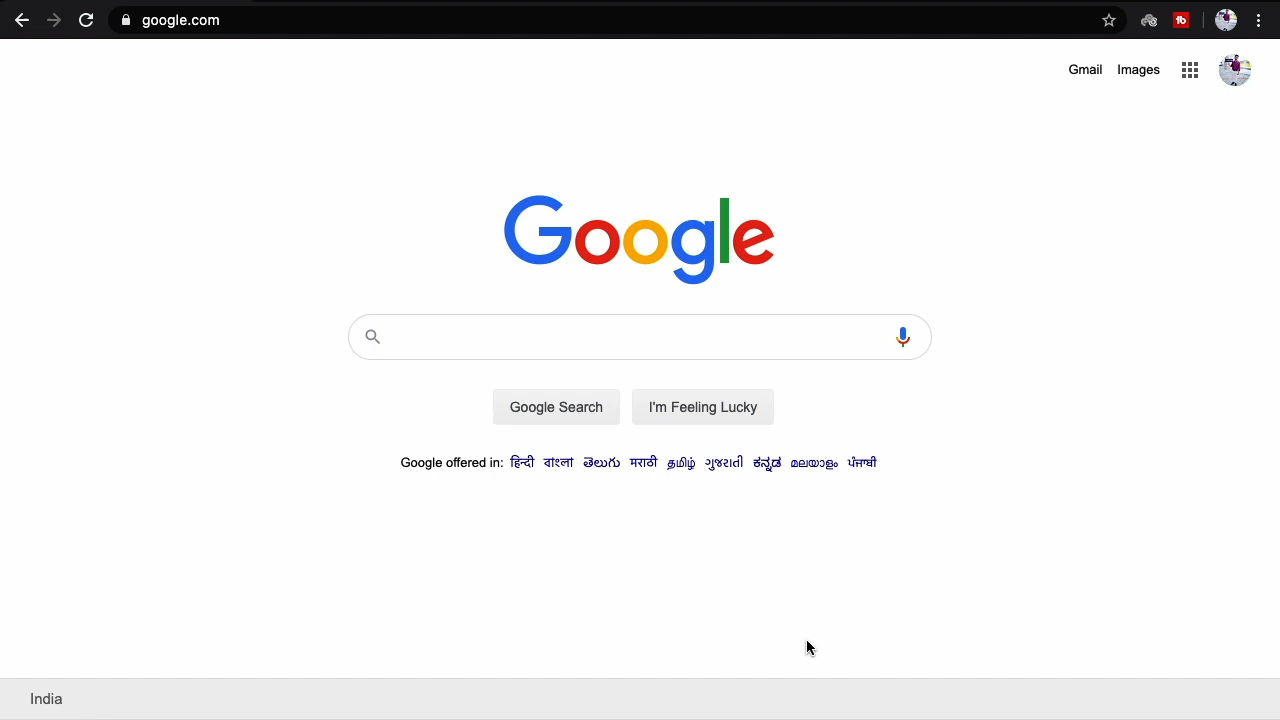 google.com
Gmail Images
Google
Google Search I'm Feeling Lucky
Google offered in: हिन्दी বাংলা తెలుగు मराठी தமிழ் ગુજરાતી ಕನ್ನಡ മലയാളം ਪੰਜਾਬੀ
India